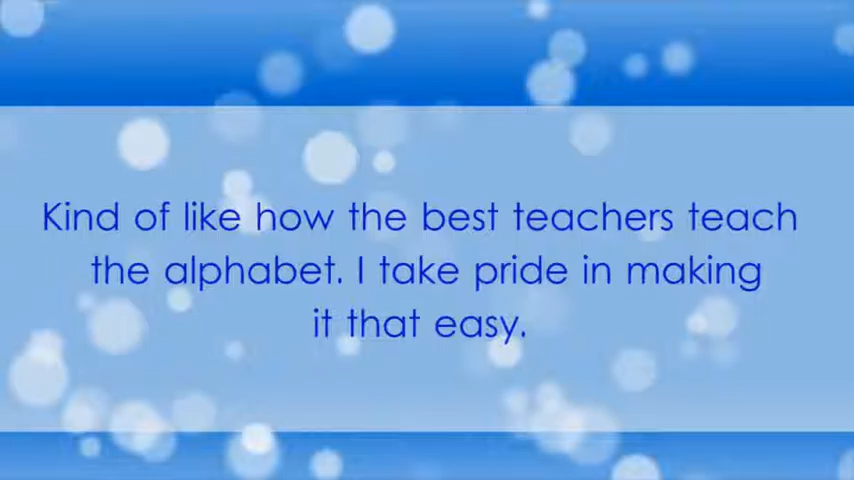 Kind of like how the best teachers teach
the alphabet. I take pride in making
it that easy.